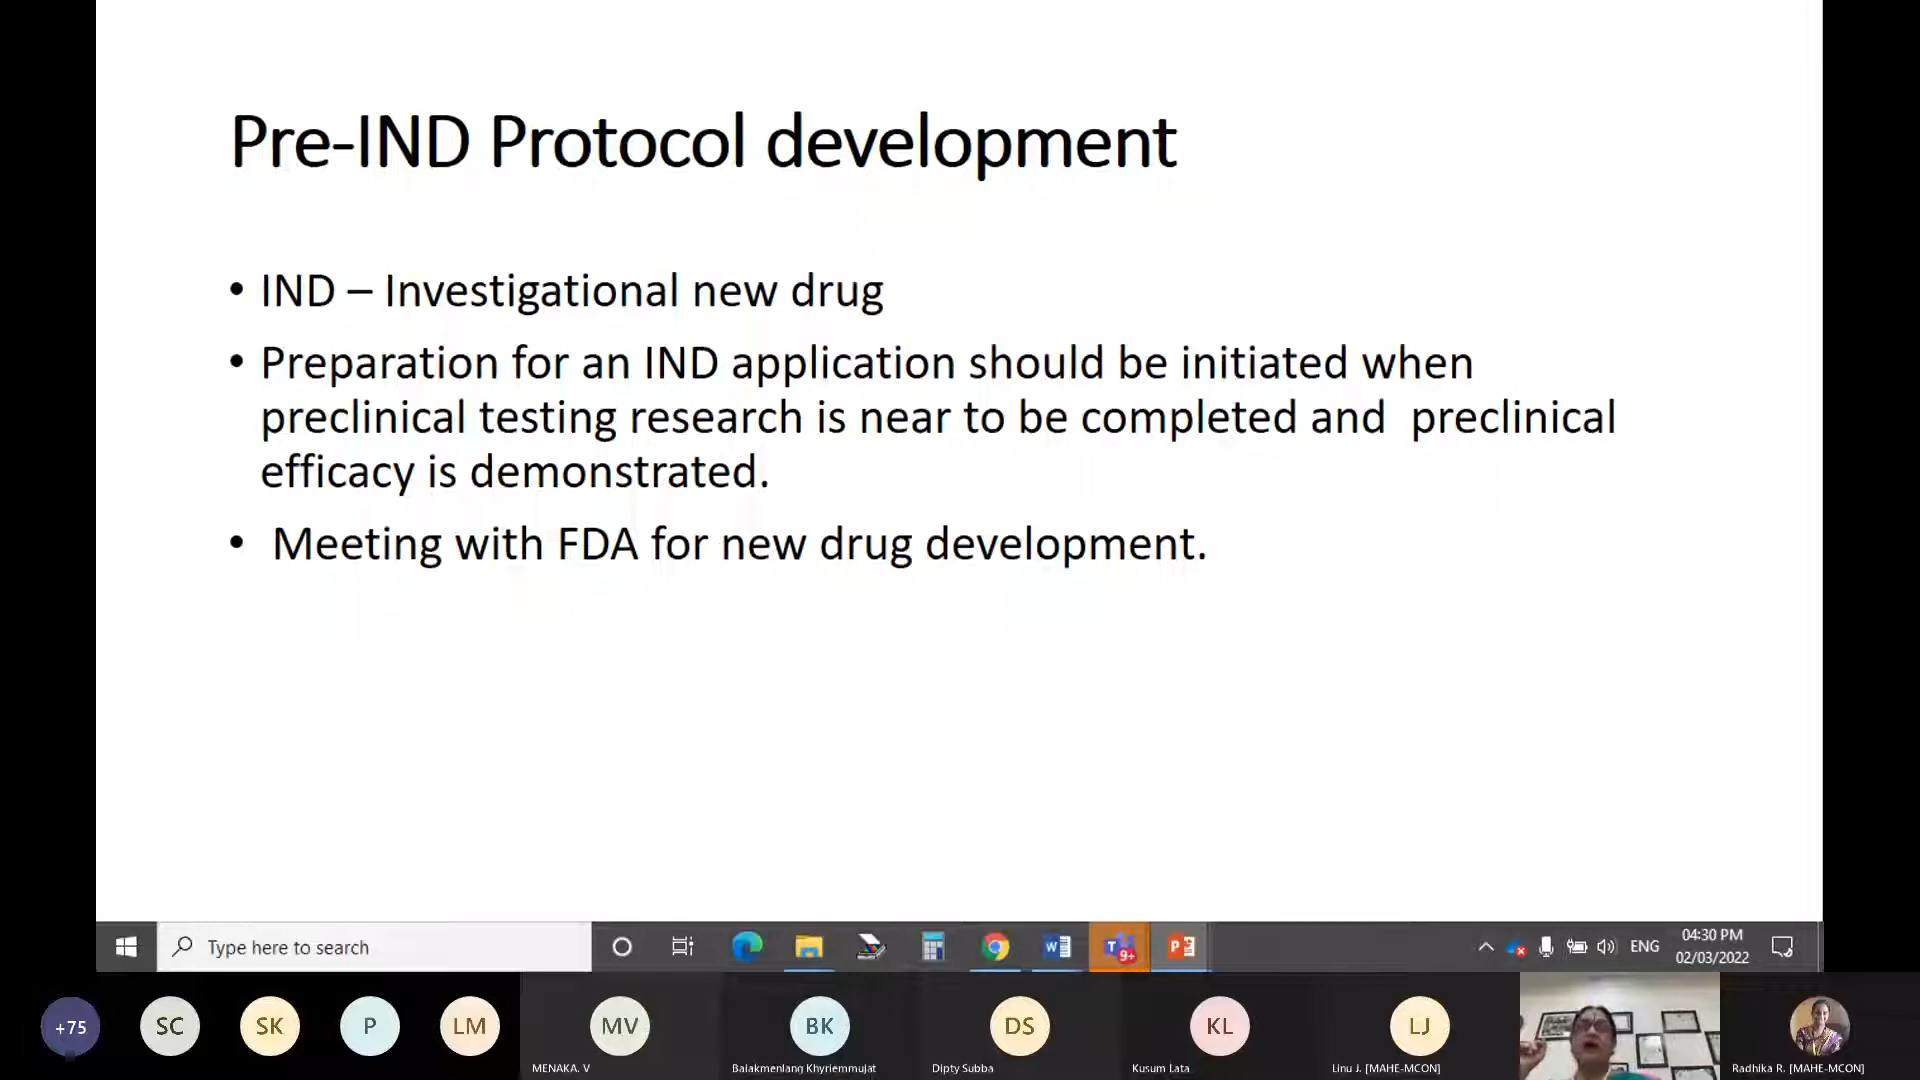 Pre-IND Protocol development
• IND – Investigational new drug
• Preparation for an IND application should be initiated when
preclinical testing research is near to be completed and preclinical
efficacy is demonstrated.
• Meeting with FDA for new drug development.
Type here to search
9+
ENG
04:30 PM
02/03/2022
+75
SC
SK
P
LM
MV
BK
DS
KL
LJ
MENAKA. V
Balakmenlang Khyriemmujat
Dipty Subba
Kusum Lata
Linu J. [MAHE-MCON]
Radhika R. [MAHE-MCON]